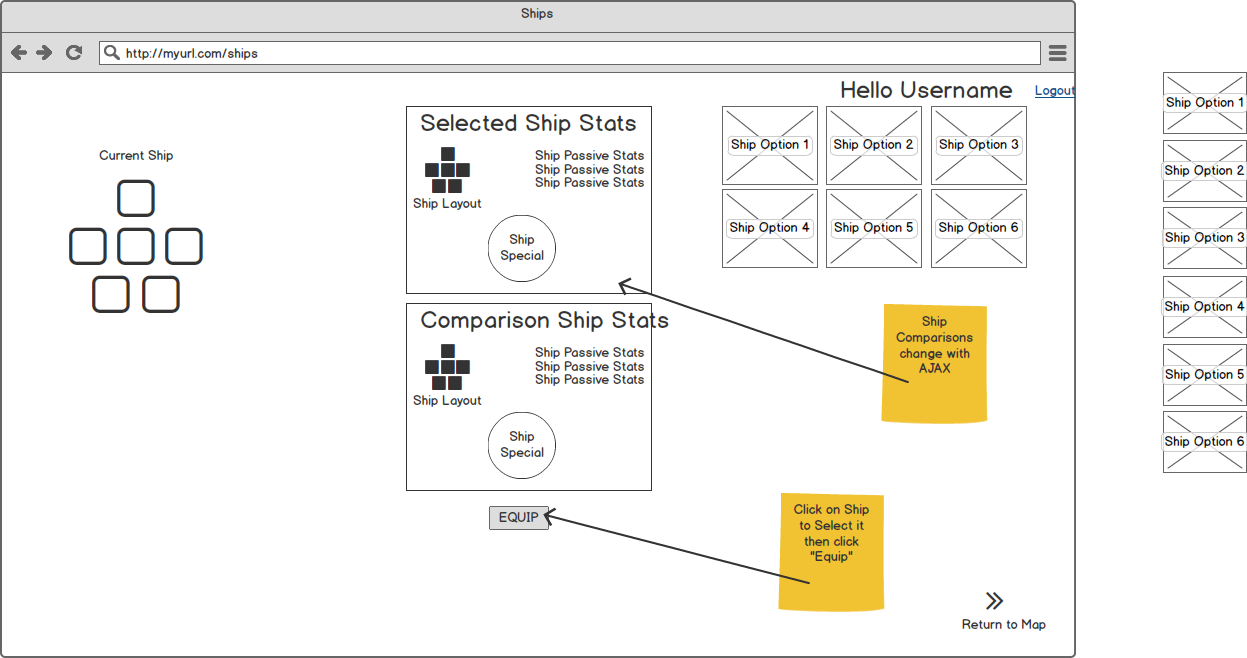 Ships
http://myurl.com/ships
Hello Username
Logout
Current Ship
Selected Ship Stats
Ship Passive Stats
Ship Passive Stats
Ship Passive Stats
Ship Layout
Ship
Special
Comparison Ship Stats
Ship Passive Stats
Ship Passive Stats
Ship Passive Stats
Ship Layout
Ship
Special
EQUIP
Ship Option 1
Ship Option 2
Ship Option 3
Ship Option 4
Ship Option 5
Ship Option 6
Ship
Comparisons
change with
AJAX
Click on Ship
to Select it
then click
"Equip"
Return to Map
Ship Option 1
Ship Option 2
Ship Option 3
Ship Option 4
Ship Option 5
Ship Option 6